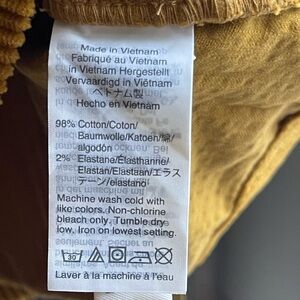 Made in Vietnam
Fabriqué au Vietnam
in Vietnam Hergestellt
Vervaardigd in Viêtnam
ベトナム製
Hecho en Vietnam
98% Cotton/Coton/
Baumwolle/Katoen/綿/
algodón
2% Elastane/Élasthanne/
Elastan/Elastaan/エラス
テーン/elastano
Machine wash cold with
like colors. Non-chlorine
bleach only. Tumble dry
low, Iron on lowest setting.
30
Laver à la machine à l'eau